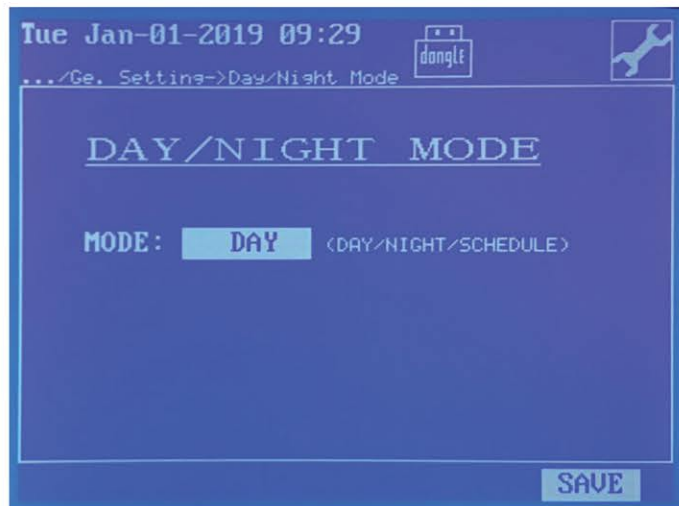 Tue Jan-01-2019 09:29
dongle
.../Ge. Setting->Day/Night Mode
DAY/NIGHT MODE
MODE: DAY (DAY/NIGHT/SCHEDULE)
SAVE